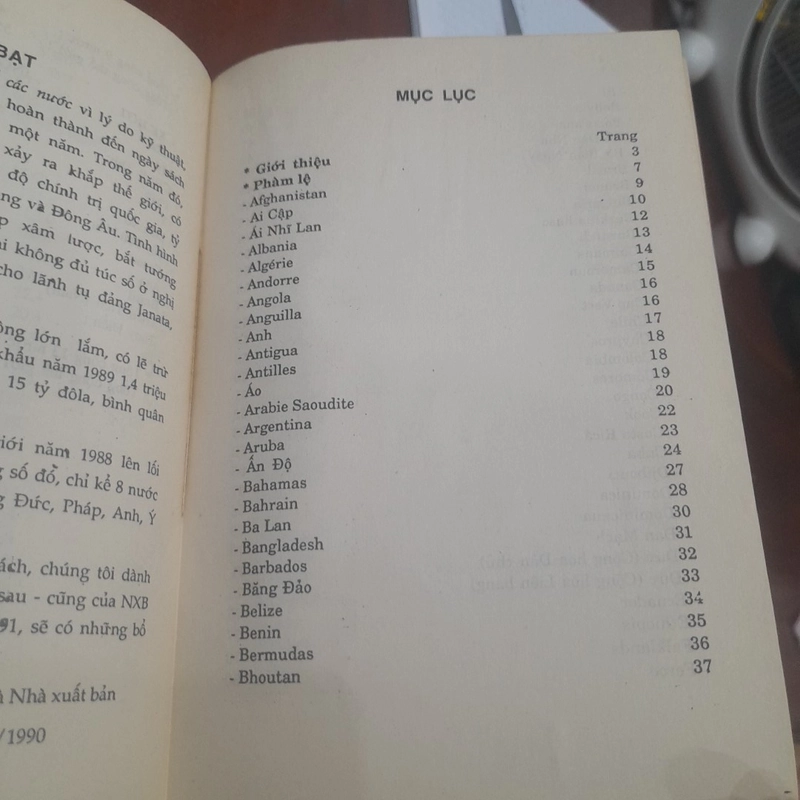 BẠT
các nước vì lý do kỹ thuật,
hoàn thành đến ngày sách
một năm. Trong năm đó,
xảy ra khắp thế giới, có
độ chính trị quốc gia, tỷ
và Đông Âu. Tình hình
xâm lược, bắt tướng
không đủ túc số ở nghị
cho lãnh tụ đảng Janata,
lớn lắm, có lẽ trừ
khẩu năm 1989 1,4 triệu
15 tỷ đôla, bình quân
giới năm 1988 lên lối
số đồ, chỉ kể 8 nước
Đức, Pháp, Anh, Ý
sách, chúng tôi dành
sau - cũng của NXB
91, sẽ có những bổ
Nhà xuất bản
/1990
MỤC LỤC
Trang
* Giới thiệu 3
* Phàm lệ 7
- Afghanistan 9
- Ai Cập 10
- Ái Nhĩ Lan 12
- Albania 13
- Algérie 14
- Andorre 15
- Angola 16
- Anguilla 16
- Anh 17
- Antigua 18
- Antilles 18
- Áo 19
- Arabie Saoudite 20
- Argentina 22
- Aruba 23
- Ấn Độ 24
- Bahamas 27
- Bahrain 28
- Ba Lan 30
- Bangladesh 31
- Barbados 32
- Băng Đảo 33
- Belize 34
- Benin 35
- Bermudas 36
- Bhoutan 37